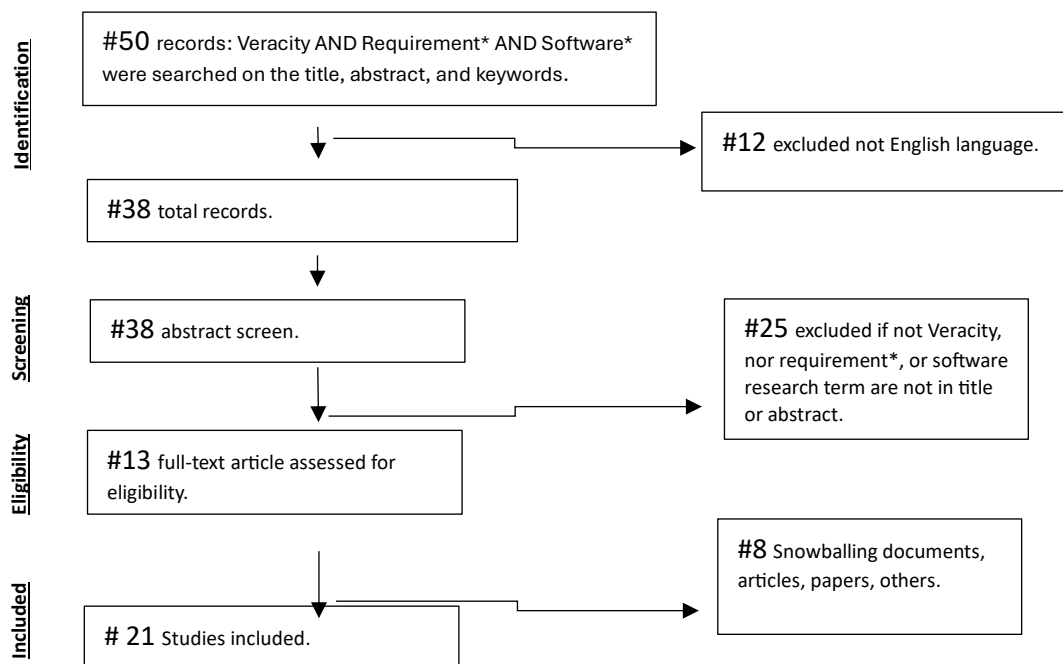 Identification
#50 records: Veracity AND Requirement* AND Software*
were searched on the title, abstract, and keywords.
#12 excluded not English language.
#38 total records.
Screening
#38 abstract screen.
#25 excluded if not Veracity,
nor requirement*, or software
research term are not in title
or abstract.
Eligibility
#13 full-text article assessed for
eligibility.
#8 Snowballing documents,
articles, papers, others.
Included
# 21 Studies included.